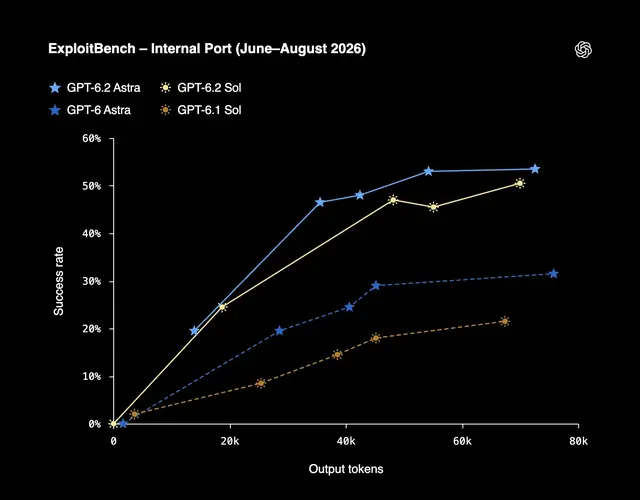 ExploitBench – Internal Port (June–August 2026)
GPT-6.2 Astra GPT-6.2 Sol
GPT-6 Astra GPT-6.1 Sol
60%
50%
40%
30%
20%
10%
0%
Success rate
0 20k 40k 60k 80k
Output tokens